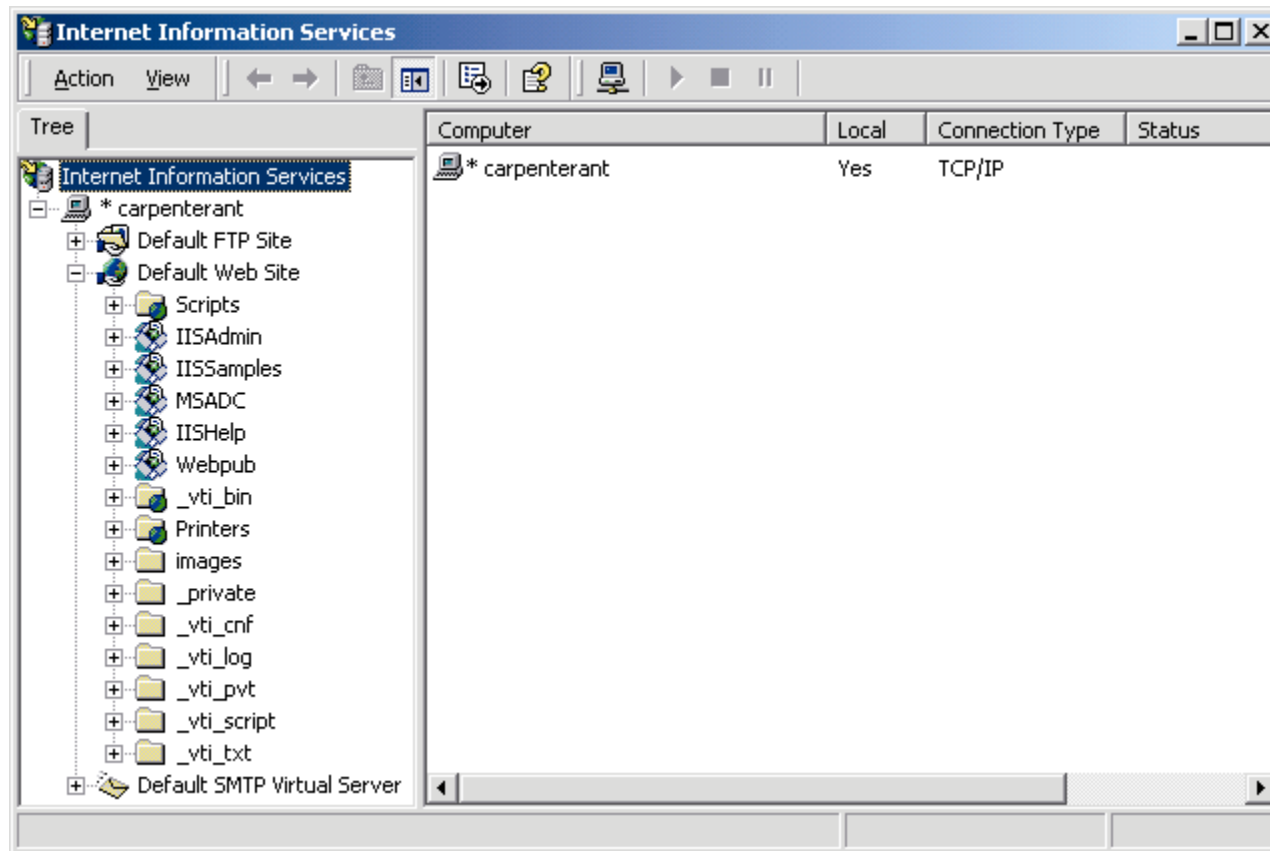 Internet Information Services
Action View
Tree
Computer Local Connection Type Status
Internet Information Services
* carpenterant Yes TCP/IP
* carpenterant
Default FTP Site
Default Web Site
Scripts
IISAdmin
IISSamples
MSADC
IISHelp
Webpub
_vti_bin
Printers
images
_private
_vti_cnf
_vti_log
_vti_pvt
_vti_script
_vti_txt
Default SMTP Virtual Server